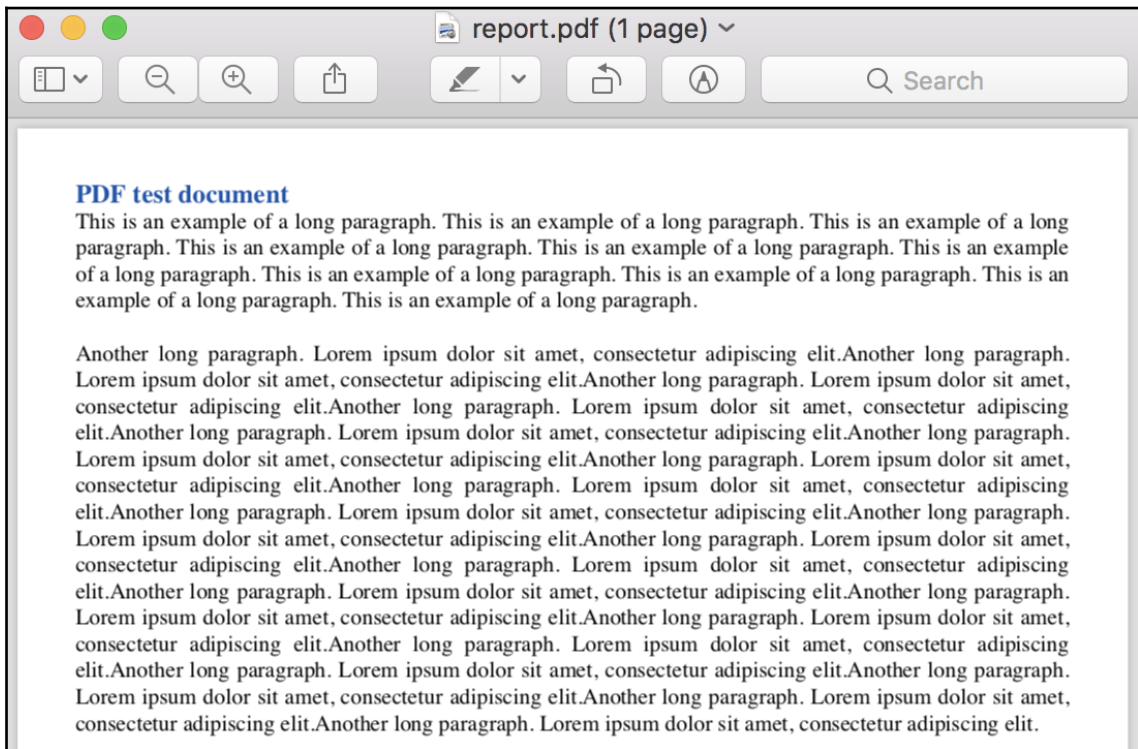 report.pdf (1 page)
Search
PDF test document
This is an example of a long paragraph. This is an example of a long paragraph. This is an example of a long
paragraph. This is an example of a long paragraph. This is an example of a long paragraph. This is an example
of a long paragraph. This is an example of a long paragraph. This is an example of a long paragraph. This is an
example of a long paragraph. This is an example of a long paragraph.
Another long paragraph. Lorem ipsum dolor sit amet, consectetur adipiscing elit.Another long paragraph.
Lorem ipsum dolor sit amet, consectetur adipiscing elit.Another long paragraph. Lorem ipsum dolor sit amet,
consectetur adipiscing elit.Another long paragraph. Lorem ipsum dolor sit amet, consectetur adipiscing
elit.Another long paragraph. Lorem ipsum dolor sit amet, consectetur adipiscing elit.Another long paragraph.
Lorem ipsum dolor sit amet, consectetur adipiscing elit.Another long paragraph. Lorem ipsum dolor sit amet,
consectetur adipiscing elit.Another long paragraph. Lorem ipsum dolor sit amet, consectetur adipiscing
elit.Another long paragraph. Lorem ipsum dolor sit amet, consectetur adipiscing elit.Another long paragraph.
Lorem ipsum dolor sit amet, consectetur adipiscing elit.Another long paragraph. Lorem ipsum dolor sit amet,
consectetur adipiscing elit.Another long paragraph. Lorem ipsum dolor sit amet, consectetur adipiscing
elit.Another long paragraph. Lorem ipsum dolor sit amet, consectetur adipiscing elit.Another long paragraph.
Lorem ipsum dolor sit amet, consectetur adipiscing elit.Another long paragraph. Lorem ipsum dolor sit amet,
consectetur adipiscing elit.Another long paragraph. Lorem ipsum dolor sit amet, consectetur adipiscing
elit.Another long paragraph. Lorem ipsum dolor sit amet, consectetur adipiscing elit.Another long paragraph.
Lorem ipsum dolor sit amet, consectetur adipiscing elit.Another long paragraph. Lorem ipsum dolor sit amet,
consectetur adipiscing elit.Another long paragraph. Lorem ipsum dolor sit amet, consectetur adipiscing elit.